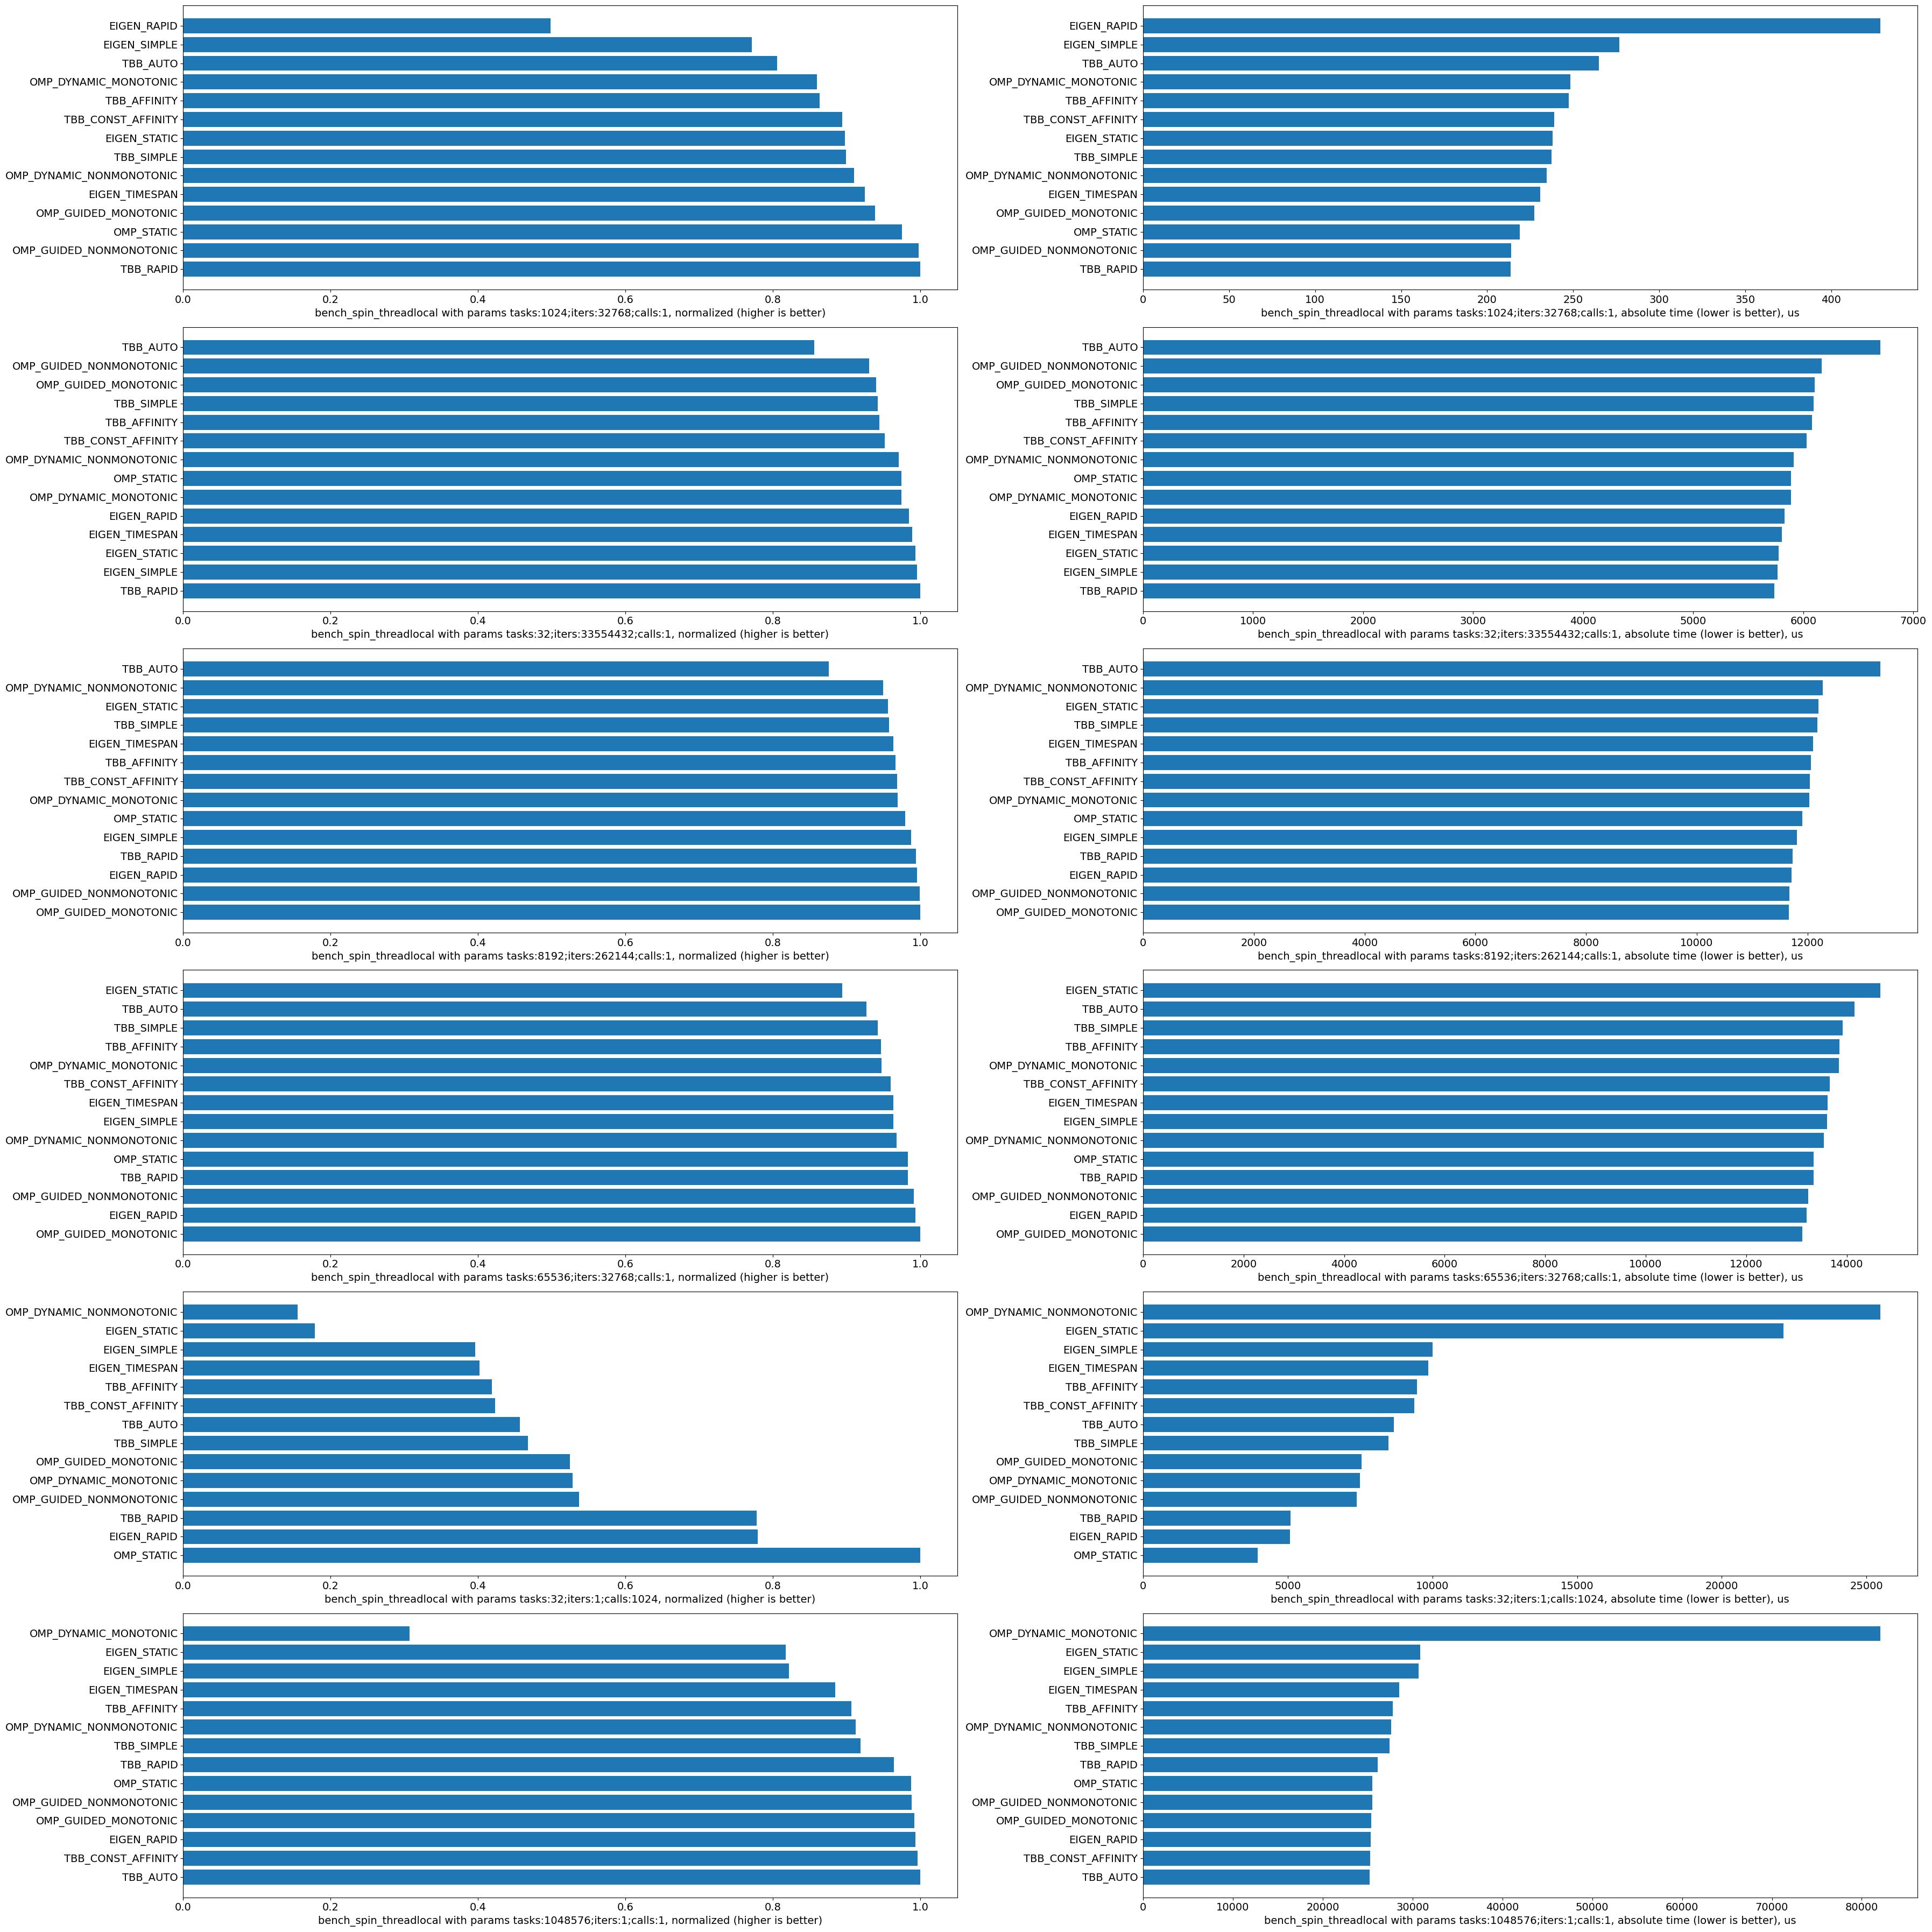 EIGEN_RAPID
EIGEN_SIMPLE
TBB_AUTO
OMP_DYNAMIC_MONOTONIC
TBB_AFFINITY
TBB_CONST_AFFINITY
EIGEN_STATIC
TBB_SIMPLE
OMP_DYNAMIC_NONMONOTONIC
EIGEN_TIMESPAN
OMP_GUIDED_MONOTONIC
OMP_STATIC
OMP_GUIDED_NONMONOTONIC
TBB_RAPID
0.0 0.2 0.4 0.6 0.8 1.0
bench_spin_threadlocal with params tasks:1024;iters:32768;calls:1, normalized (higher is better)
EIGEN_RAPID
EIGEN_SIMPLE
TBB_AUTO
OMP_DYNAMIC_MONOTONIC
TBB_AFFINITY
TBB_CONST_AFFINITY
EIGEN_STATIC
TBB_SIMPLE
OMP_DYNAMIC_NONMONOTONIC
EIGEN_TIMESPAN
OMP_GUIDED_MONOTONIC
OMP_STATIC
OMP_GUIDED_NONMONOTONIC
TBB_RAPID
0 50 100 150 200 250 300 350 400
bench_spin_threadlocal with params tasks:1024;iters:32768;calls:1, absolute time (lower is better), us
TBB_AUTO
OMP_GUIDED_NONMONOTONIC
OMP_GUIDED_MONOTONIC
TBB_SIMPLE
TBB_AFFINITY
TBB_CONST_AFFINITY
OMP_DYNAMIC_NONMONOTONIC
OMP_STATIC
OMP_DYNAMIC_MONOTONIC
EIGEN_RAPID
EIGEN_TIMESPAN
EIGEN_STATIC
EIGEN_SIMPLE
TBB_RAPID
0.0 0.2 0.4 0.6 0.8 1.0
bench_spin_threadlocal with params tasks:32;iters:33554432;calls:1, normalized (higher is better)
TBB_AUTO
OMP_GUIDED_NONMONOTONIC
OMP_GUIDED_MONOTONIC
TBB_SIMPLE
TBB_AFFINITY
TBB_CONST_AFFINITY
OMP_DYNAMIC_NONMONOTONIC
OMP_STATIC
OMP_DYNAMIC_MONOTONIC
EIGEN_RAPID
EIGEN_TIMESPAN
EIGEN_STATIC
EIGEN_SIMPLE
TBB_RAPID
0 1000 2000 3000 4000 5000 6000 7000
bench_spin_threadlocal with params tasks:32;iters:33554432;calls:1, absolute time (lower is better), us
TBB_AUTO
OMP_DYNAMIC_NONMONOTONIC
EIGEN_STATIC
TBB_SIMPLE
EIGEN_TIMESPAN
TBB_AFFINITY
TBB_CONST_AFFINITY
OMP_DYNAMIC_MONOTONIC
OMP_STATIC
EIGEN_SIMPLE
TBB_RAPID
EIGEN_RAPID
OMP_GUIDED_NONMONOTONIC
OMP_GUIDED_MONOTONIC
0.0 0.2 0.4 0.6 0.8 1.0
bench_spin_threadlocal with params tasks:8192;iters:262144;calls:1, normalized (higher is better)
TBB_AUTO
OMP_DYNAMIC_NONMONOTONIC
EIGEN_STATIC
TBB_SIMPLE
EIGEN_TIMESPAN
TBB_AFFINITY
TBB_CONST_AFFINITY
OMP_DYNAMIC_MONOTONIC
OMP_STATIC
EIGEN_SIMPLE
TBB_RAPID
EIGEN_RAPID
OMP_GUIDED_NONMONOTONIC
OMP_GUIDED_MONOTONIC
0 2000 4000 6000 8000 10000 12000
bench_spin_threadlocal with params tasks:8192;iters:262144;calls:1, absolute time (lower is better), us
EIGEN_STATIC
TBB_AUTO
TBB_SIMPLE
TBB_AFFINITY
OMP_DYNAMIC_MONOTONIC
TBB_CONST_AFFINITY
EIGEN_TIMESPAN
EIGEN_SIMPLE
OMP_DYNAMIC_NONMONOTONIC
OMP_STATIC
TBB_RAPID
OMP_GUIDED_NONMONOTONIC
EIGEN_RAPID
OMP_GUIDED_MONOTONIC
0.0 0.2 0.4 0.6 0.8 1.0
bench_spin_threadlocal with params tasks:65536;iters:32768;calls:1, normalized (higher is better)
EIGEN_STATIC
TBB_AUTO
TBB_SIMPLE
TBB_AFFINITY
OMP_DYNAMIC_MONOTONIC
TBB_CONST_AFFINITY
EIGEN_TIMESPAN
EIGEN_SIMPLE
OMP_DYNAMIC_NONMONOTONIC
OMP_STATIC
TBB_RAPID
OMP_GUIDED_NONMONOTONIC
EIGEN_RAPID
OMP_GUIDED_MONOTONIC
0 2000 4000 6000 8000 10000 12000 14000
bench_spin_threadlocal with params tasks:65536;iters:32768;calls:1, absolute time (lower is better), us
OMP_DYNAMIC_NONMONOTONIC
EIGEN_STATIC
EIGEN_SIMPLE
EIGEN_TIMESPAN
TBB_AFFINITY
TBB_CONST_AFFINITY
TBB_AUTO
TBB_SIMPLE
OMP_GUIDED_MONOTONIC
OMP_DYNAMIC_MONOTONIC
OMP_GUIDED_NONMONOTONIC
TBB_RAPID
EIGEN_RAPID
OMP_STATIC
0.0 0.2 0.4 0.6 0.8 1.0
bench_spin_threadlocal with params tasks:32;iters:1;calls:1024, normalized (higher is better)
OMP_DYNAMIC_NONMONOTONIC
EIGEN_STATIC
EIGEN_SIMPLE
EIGEN_TIMESPAN
TBB_AFFINITY
TBB_CONST_AFFINITY
TBB_AUTO
TBB_SIMPLE
OMP_GUIDED_MONOTONIC
OMP_DYNAMIC_MONOTONIC
OMP_GUIDED_NONMONOTONIC
TBB_RAPID
EIGEN_RAPID
OMP_STATIC
0 5000 10000 15000 20000 25000
bench_spin_threadlocal with params tasks:32;iters:1;calls:1024, absolute time (lower is better), us
OMP_DYNAMIC_MONOTONIC
EIGEN_STATIC
EIGEN_SIMPLE
EIGEN_TIMESPAN
TBB_AFFINITY
OMP_DYNAMIC_NONMONOTONIC
TBB_SIMPLE
TBB_RAPID
OMP_STATIC
OMP_GUIDED_NONMONOTONIC
OMP_GUIDED_MONOTONIC
EIGEN_RAPID
TBB_CONST_AFFINITY
TBB_AUTO
0.0 0.2 0.4 0.6 0.8 1.0
bench_spin_threadlocal with params tasks:1048576;iters:1;calls:1, normalized (higher is better)
OMP_DYNAMIC_MONOTONIC
EIGEN_STATIC
EIGEN_SIMPLE
EIGEN_TIMESPAN
TBB_AFFINITY
OMP_DYNAMIC_NONMONOTONIC
TBB_SIMPLE
TBB_RAPID
OMP_STATIC
OMP_GUIDED_NONMONOTONIC
OMP_GUIDED_MONOTONIC
EIGEN_RAPID
TBB_CONST_AFFINITY
TBB_AUTO
0 10000 20000 30000 40000 50000 60000 70000 80000
bench_spin_threadlocal with params tasks:1048576;iters:1;calls:1, absolute time (lower is better), us